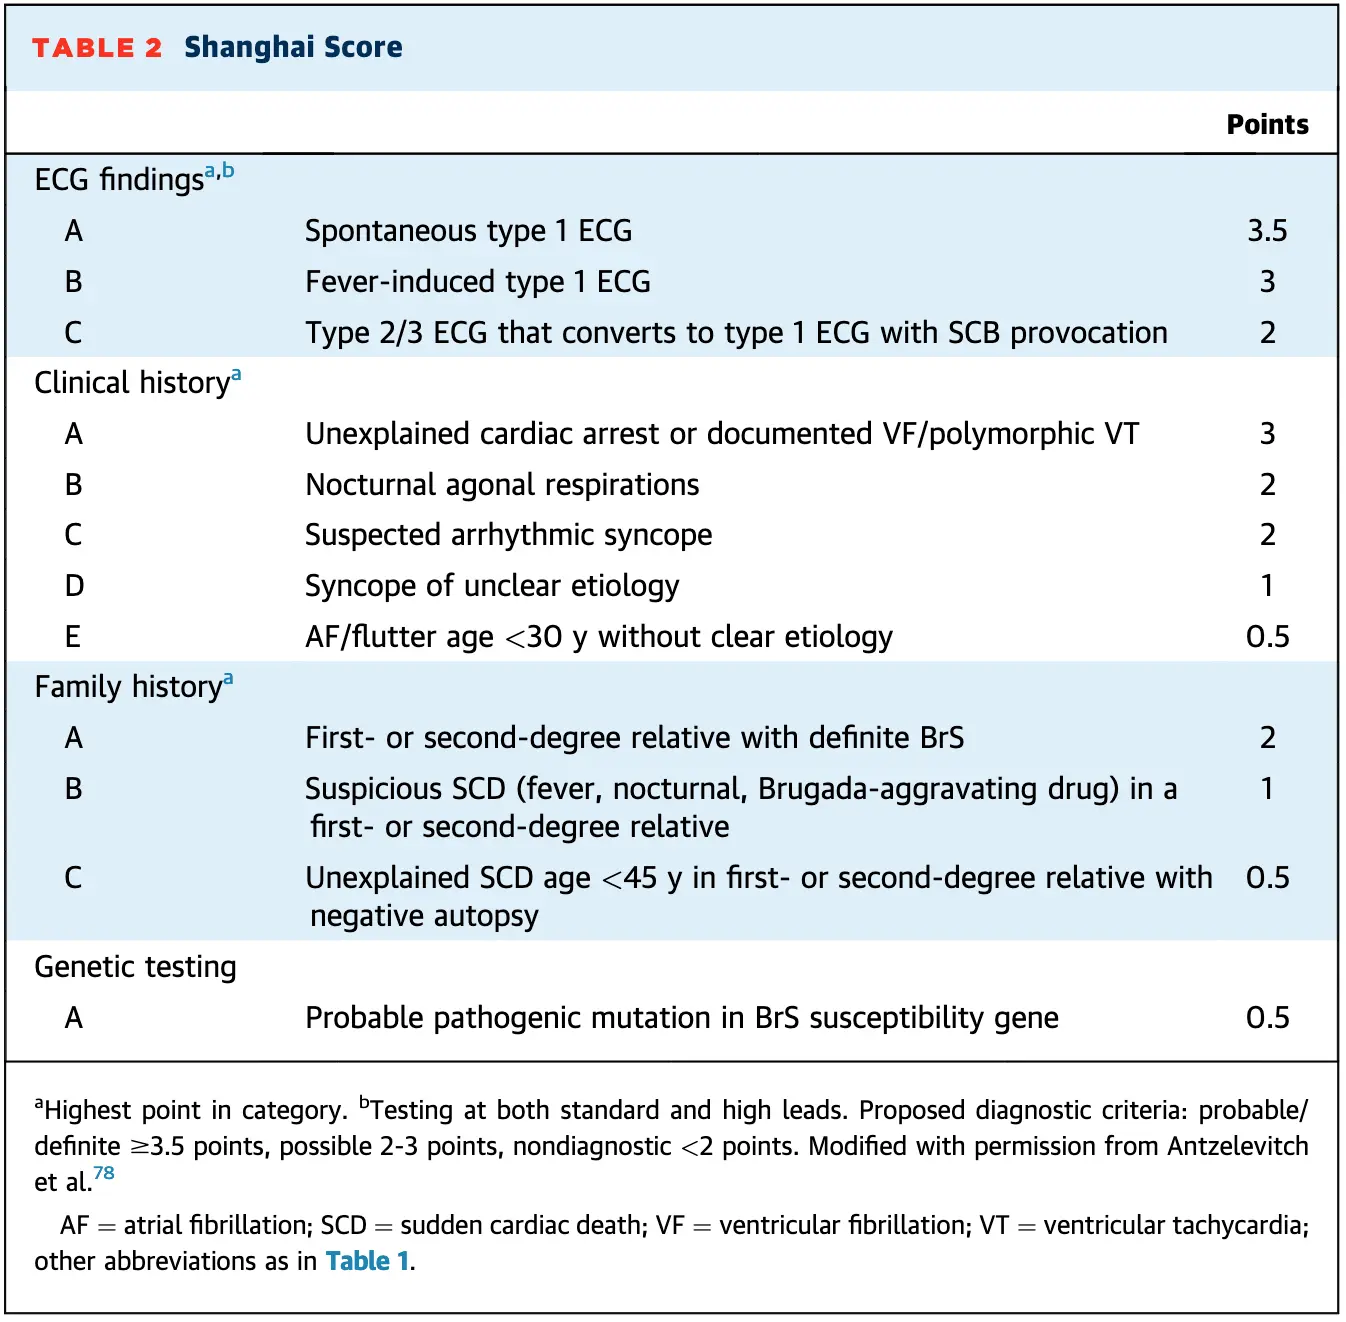 TABLE 2 Shanghai Score
Points
ECG findingsa,b
A Spontaneous type 1 ECG 3.5
B Fever-induced type 1 ECG 3
C Type 2/3 ECG that converts to type 1 ECG with SCB provocation 2
Clinical historya
A Unexplained cardiac arrest or documented VF/polymorphic VT 3
B Nocturnal agonal respirations 2
C Suspected arrhythmic syncope 2
D Syncope of unclear etiology 1
E AF/flutter age <30 y without clear etiology 0.5
Family historya
A First- or second-degree relative with definite BrS 2
B Suspicious SCD (fever, nocturnal, Brugada-aggravating drug) in a 1
first- or second-degree relative
C Unexplained SCD age <45 y in first- or second-degree relative with 0.5
negative autopsy
Genetic testing
A Probable pathogenic mutation in BrS susceptibility gene 0.5
aHighest point in category. bTesting at both standard and high leads. Proposed diagnostic criteria: probable/
definite ≥3.5 points, possible 2-3 points, nondiagnostic <2 points. Modified with permission from Antzelevitch
et al.78
AF = atrial fibrillation; SCD = sudden cardiac death; VF = ventricular fibrillation; VT = ventricular tachycardia;
other abbreviations as in Table 1.